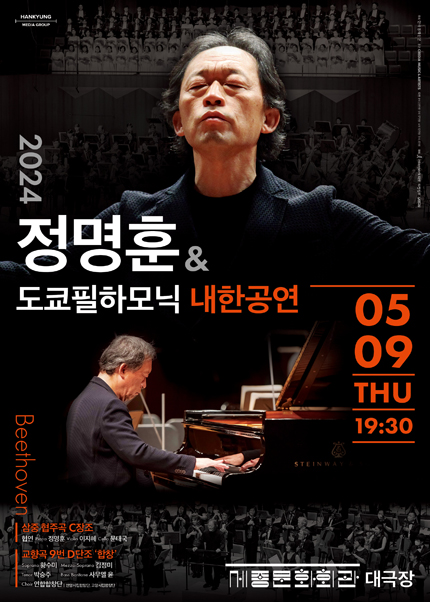 HANKYUNG
MEDIA GROUP
2024
정명훈 &
도쿄필하모닉 내한공연
05
09
THU
19:30
STEINWAY
Beethoven
삼중 협주곡 C장조
협연 Piano 정명훈 Violin 이지혜 Cello 문태국
교향곡 9번 D단조 '합창'
Soprano 황수미 Mezzo-Soprano 김정미
Tenor 박승주 Bass Baritone 사무엘 윤
Choir 연합합창단
세종문화회관 대극장